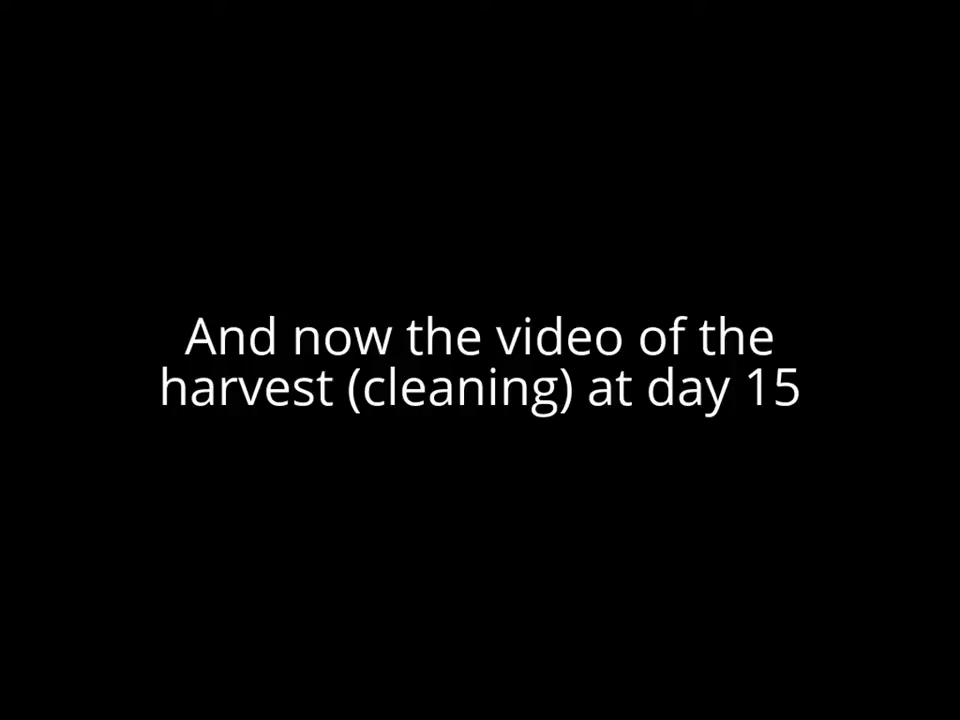 And now the video of the
harvest (cleaning) at day 15